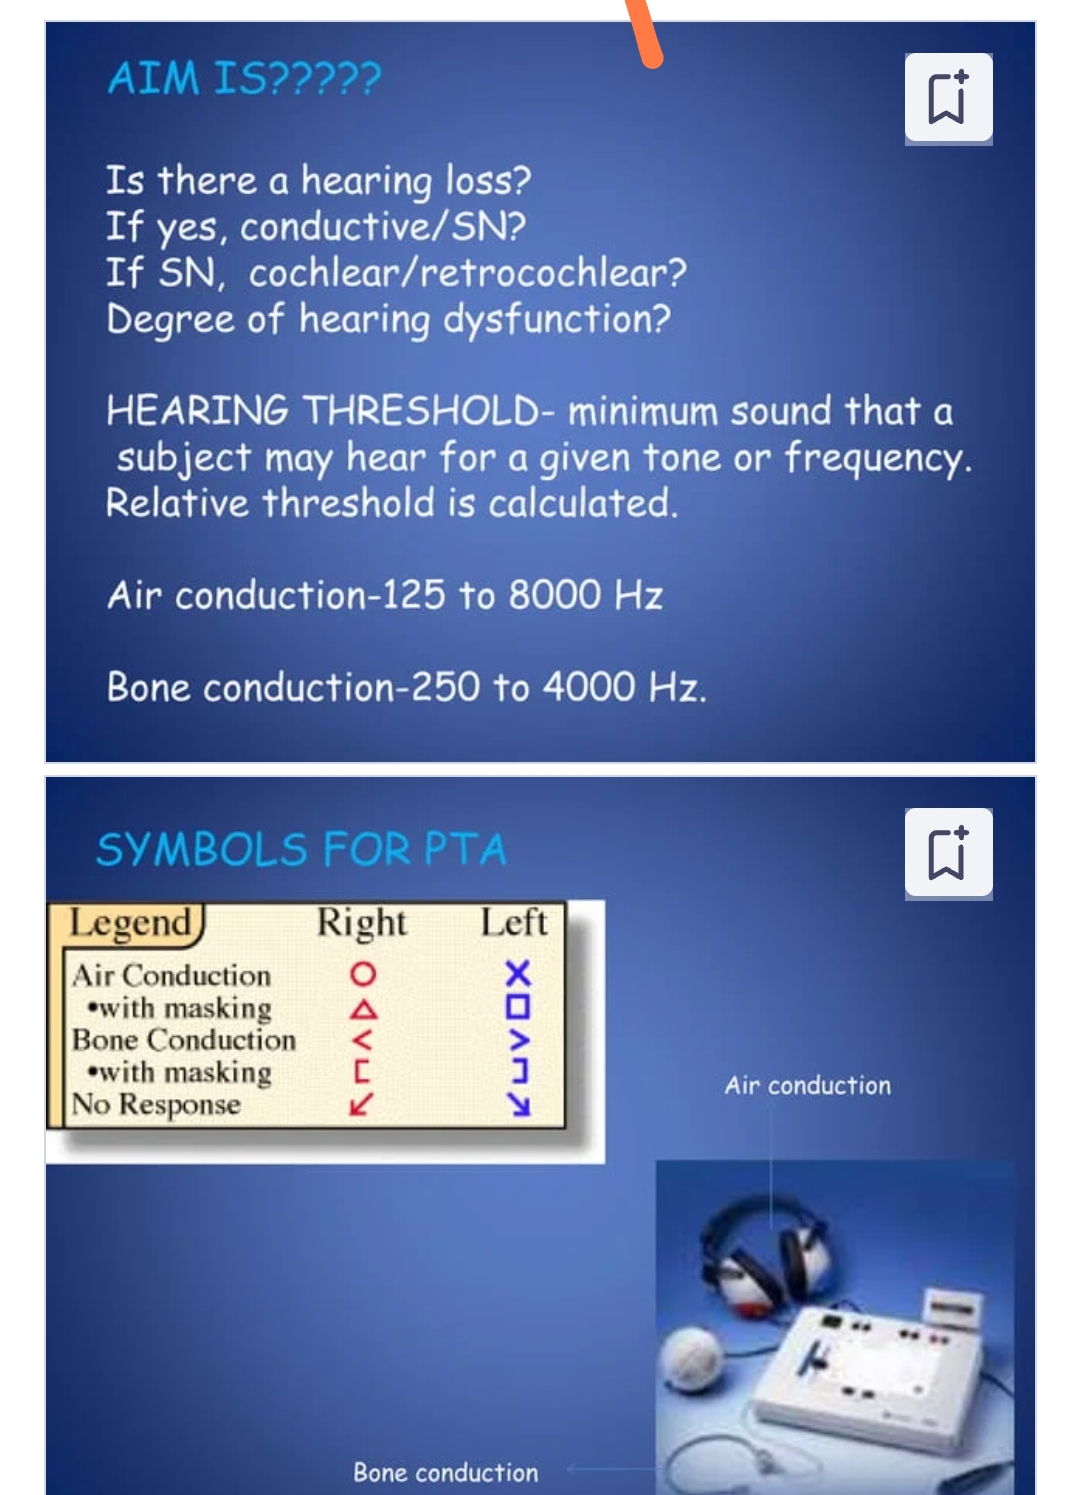 AIM IS?????
Is there a hearing loss?
If yes, conductive/SN?
If SN,  cochlear/retrocochlear?
Degree of hearing dysfunction?
HEARING THRESHOLD- minimum sound that a
subject may hear for a given tone or frequency.
Relative threshold is calculated.
Air conduction-125 to 8000 Hz
Bone conduction-250 to 4000 Hz.
SYMBOLS FOR PTA
Legend Right Left
Air Conduction O X
•with masking △ □
Bone Conduction < >
•with masking [ ]
No Response ↙ ↘
Air conduction
Bone conduction